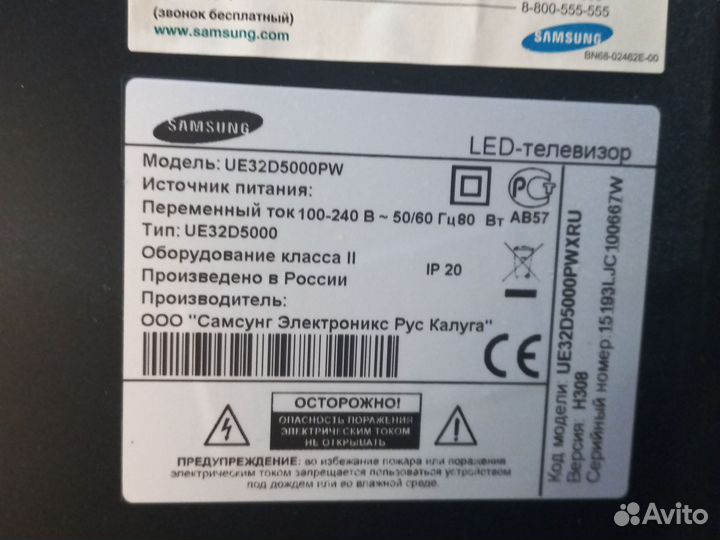 (звонок бесплатный)
www.samsung.com
8-800-555-555
SAMSUNG
BN68-02462E-00
SAMSUNG
LED-телевизор
Модель: UE32D5000PW
Источник питания:
Переменный ток 100-240 В ~ 50/60 Гц 80 Вт
АВ57
Тип: UE32D5000
Оборудование класса II
IP 20
Произведено в России
Производитель:
ООО "Самсунг Электроникс Рус Калуга"
CE
ОСТОРОЖНО!
ОПАСНОСТЬ ПОРАЖЕНИЯ
ЭЛЕКТРИЧЕСКИМ ТОКОМ
НЕ ОТКРЫВАТЬ
ПРЕДУПРЕЖДЕНИЕ: во избежание пожара или поражения
электрическим током запрещается пользоваться устройством
под дождем или во влажной среде.
Код модели: UE32D5000PWXRU
Версия: H308
Серийный номер: 15193LJC100667W
Avito